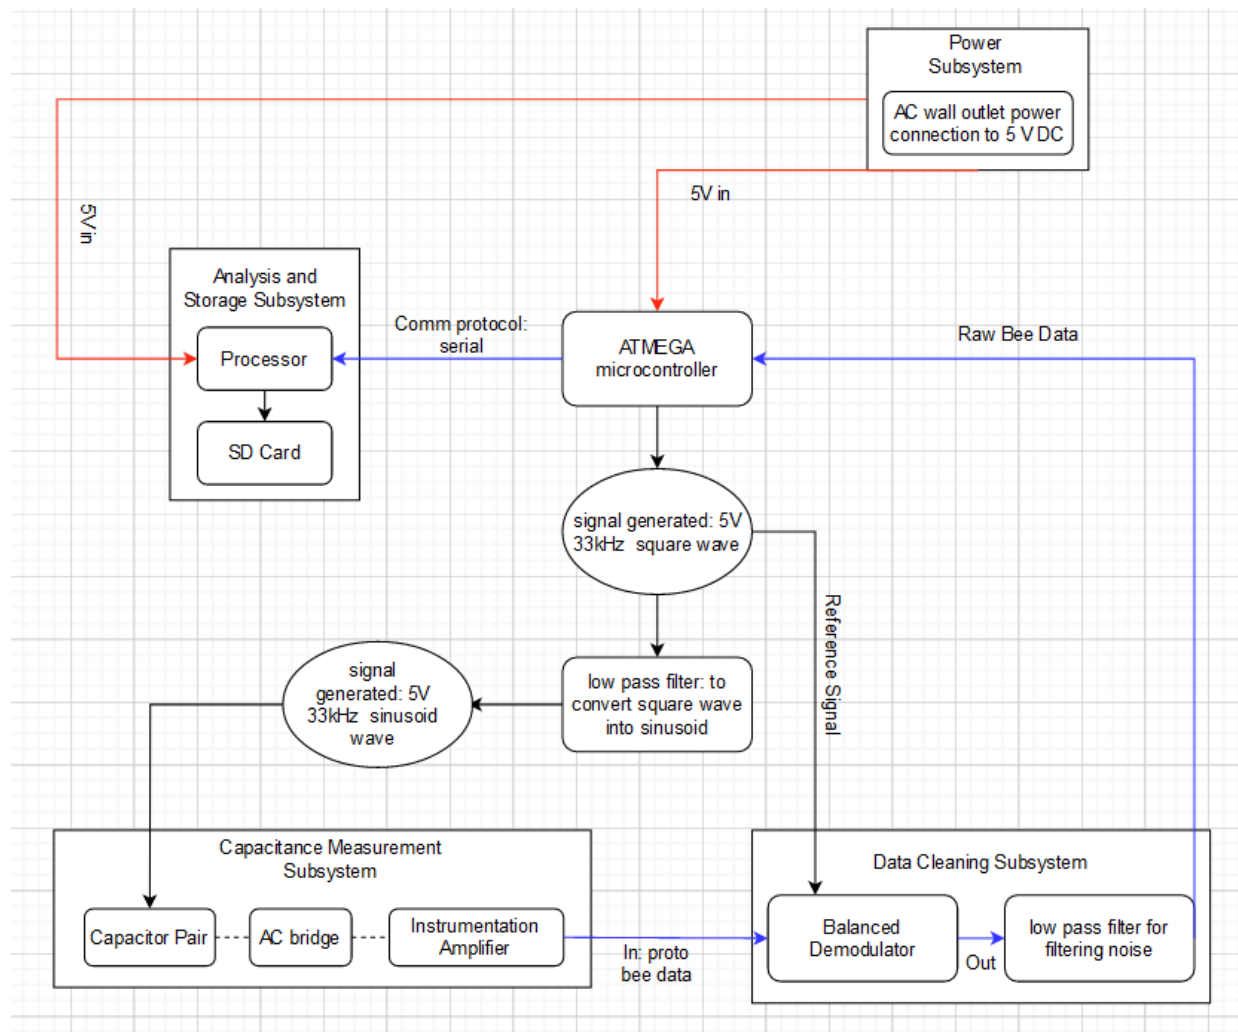 Power
Subsystem
AC wall outlet power
connection to 5 V DC
5V in
5V in
Analysis and
Storage Subsystem
Processor
SD Card
Comm protocol:
serial
ATMEGA
microcontroller
Raw Bee Data
signal generated: 5V
33kHz square wave
Reference Signal
low pass filter: to
convert square wave
into sinusoid
signal
generated: 5V
33kHz sinusoid
wave
Capacitance Measurement
Subsystem
Capacitor Pair
AC bridge
Instrumentation
Amplifier
In: proto
bee data
Data Cleaning Subsystem
Balanced
Demodulator
Out
low pass filter for
filtering noise